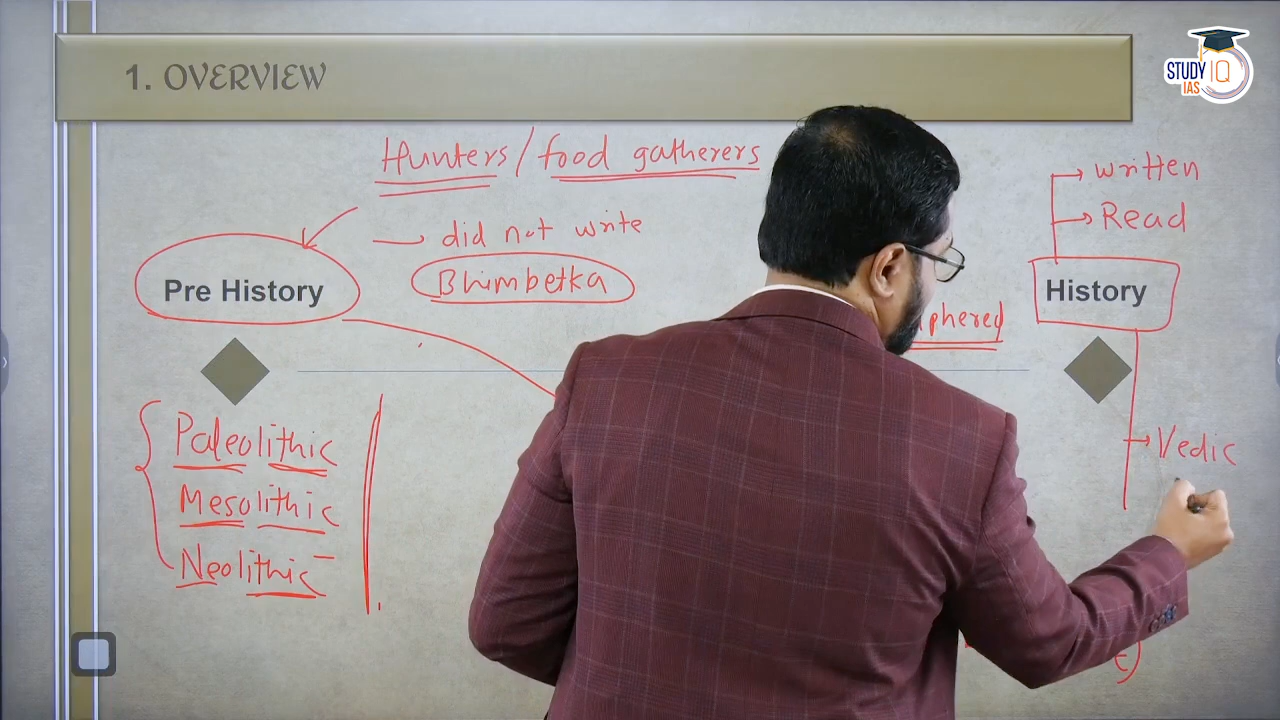 1. OVERVIEW
STUDY IQ
IAS
Hunters / food gatherers
did not write
Bhimbetka
Pre History
written
Read
History
Paleolithic
Mesolithic
Neolithic
Vedic